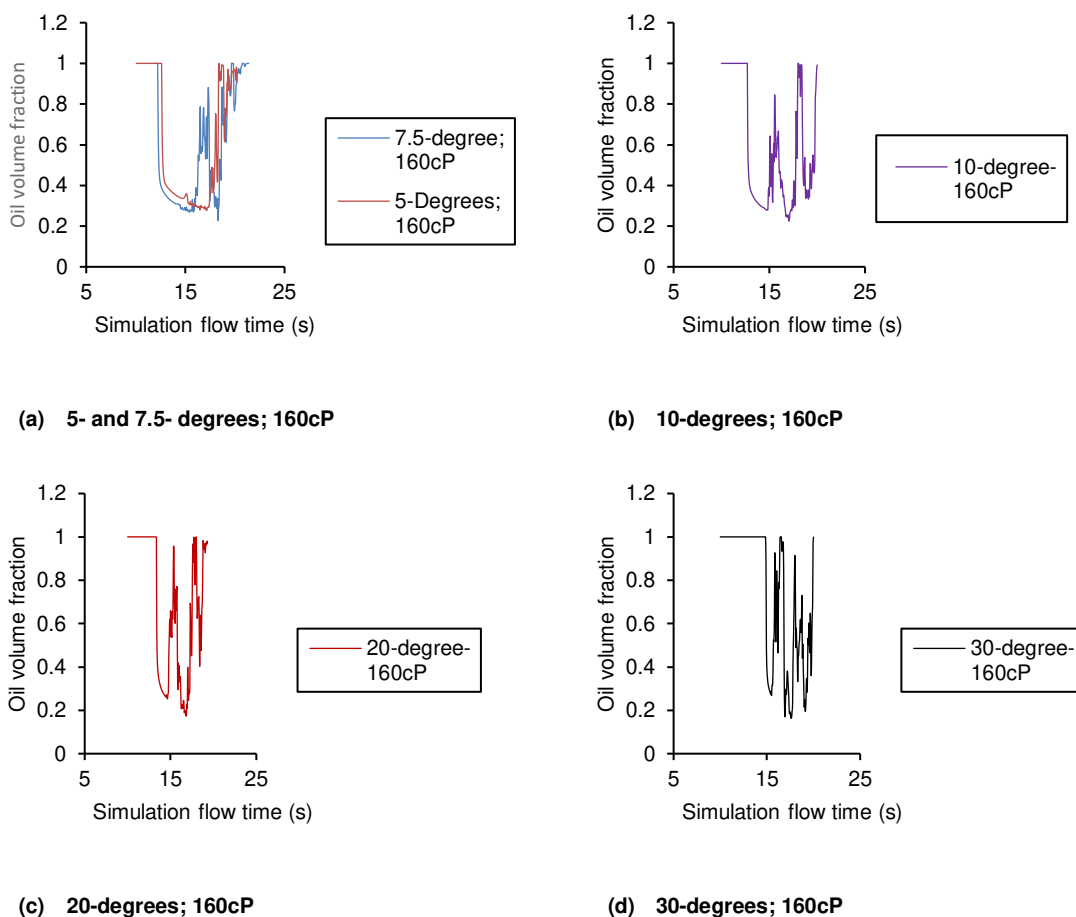 1.2
1
0.8
0.6
0.4
0.2
0
5
15
25
Oil volume fraction
Simulation flow time (s)
7.5-degree;
160cP
5-Degrees;
160cP
(a) 5- and 7.5- degrees; 160cP
1.2
1
0.8
0.6
0.4
0.2
0
5
15
25
Oil volume fraction
Simulation flow time (s)
10-degree-
160cP
(b) 10-degrees; 160cP
1.2
1
0.8
0.6
0.4
0.2
0
5
15
25
Oil volume fraction
Simulation flow time (s)
20-degree-
160cP
(c) 20-degrees; 160cP
1.2
1
0.8
0.6
0.4
0.2
0
5
15
25
Oil volume fraction
Simulation flow time (s)
30-degree-
160cP
(d) 30-degrees; 160cP